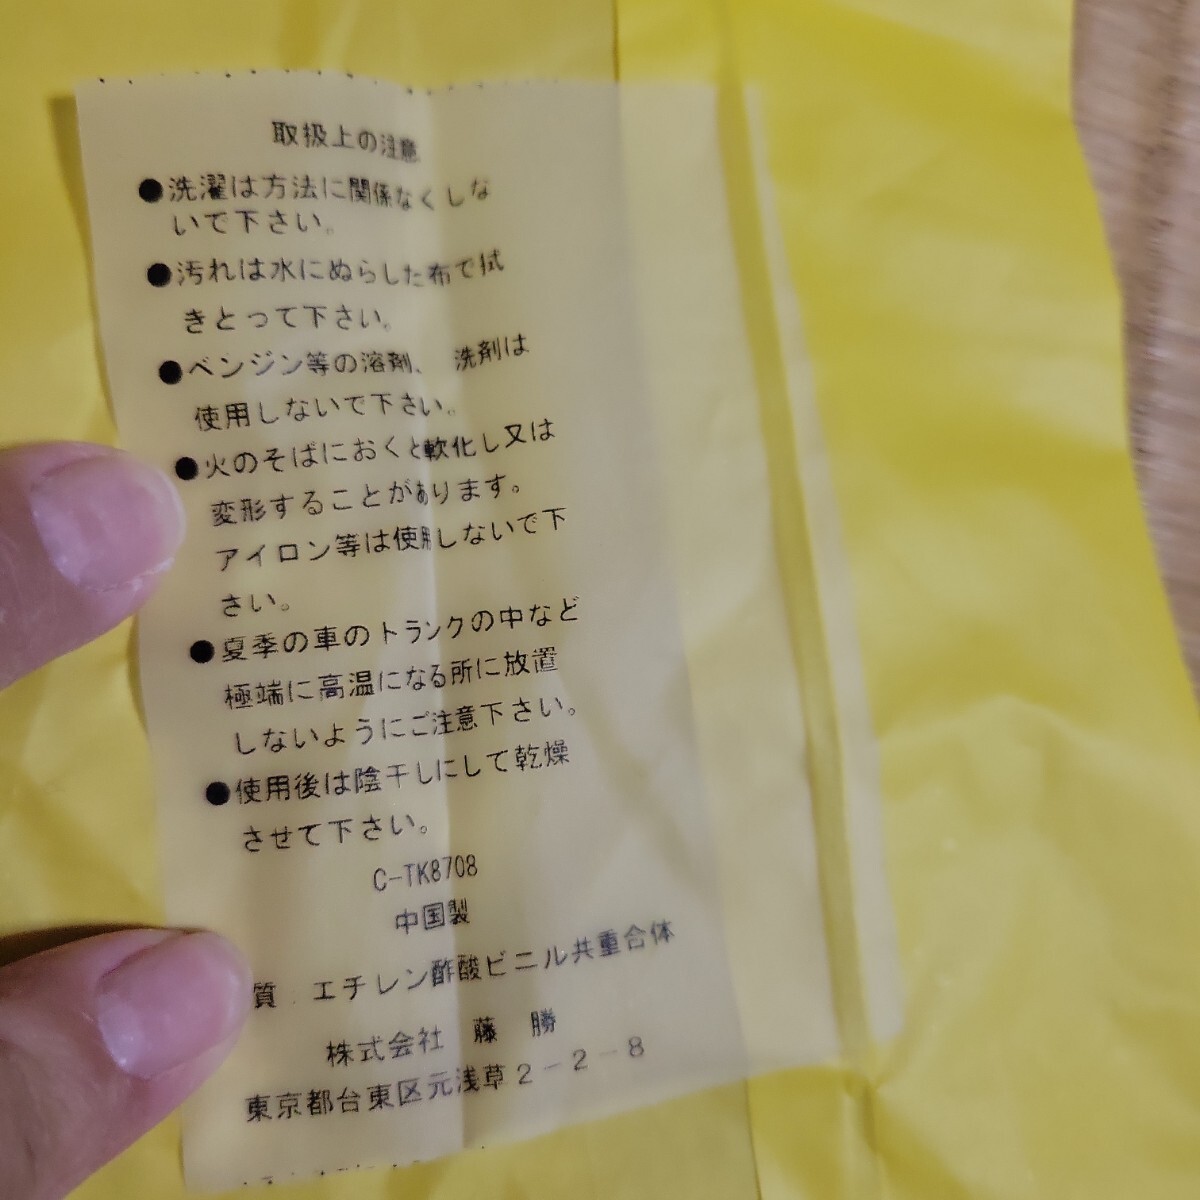 取扱上の注意
●洗濯は方法に関係なくしな
いで下さい。
●汚れは水にぬらした布で拭
きとって下さい。
●ベンジン等の溶剤、 洗剤は
使用しないで下さい。
●火のそばにおくと軟化し又は
変形することがあります。
アイロン等は使用しないで下
さい。
●夏季の車のトランクの中など
極端に高温になる所に放置
しないようにご注意下さい。
●使用後は陰干しにして乾燥
させて下さい。
C-TK8708
中国製
質 エチレン酢酸ビニル共重合体
株式会社 藤 勝
東京都台東区元浅草2-2-8